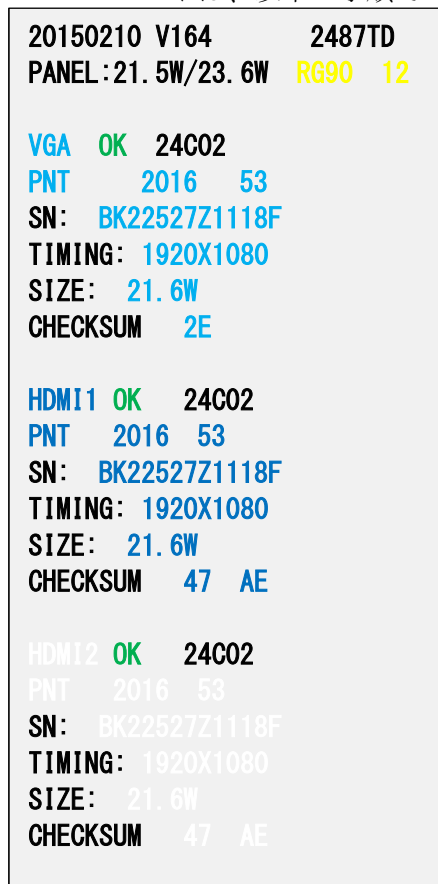 20150210 V164 2487TD
PANEL:21.5W/23.6W RG90 12
VGA OK 24C02
PNT 2016 53
SN: BK22527Z1118F
TIMING: 1920X1080
SIZE: 21.6W
CHECKSUM 2E
HDMI1 OK 24C02
PNT 2016 53
SN: BK22527Z1118F
TIMING: 1920X1080
SIZE: 21.6W
CHECKSUM 47 AE
HDMI2 OK 24C02
PNT 2016 53
SN: BK22527Z1118F
TIMING: 1920X1080
SIZE: 21.6W
CHECKSUM 47 AE